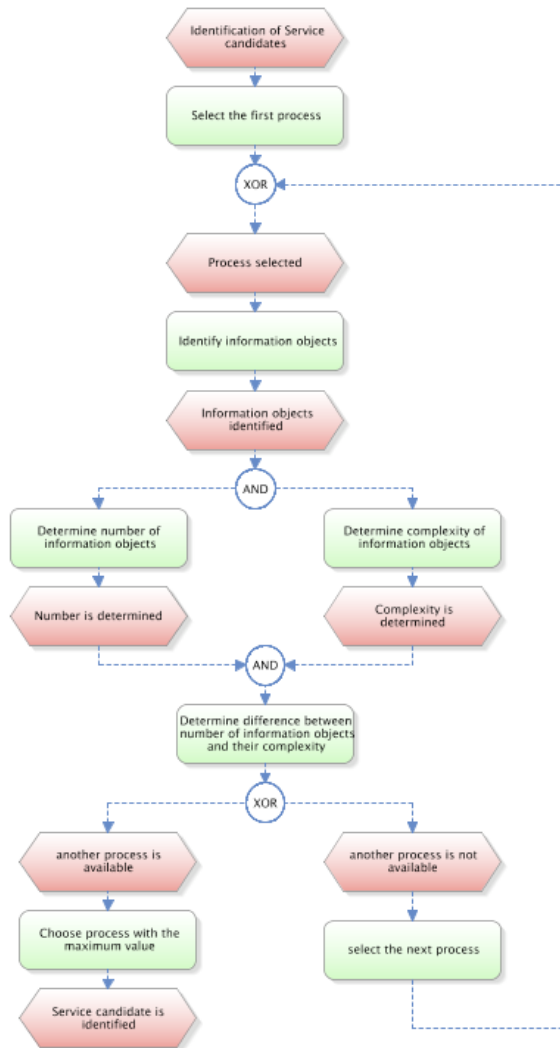 Identification of Service
candidates
Select the first process
XOR
Process selected
Identify information objects
Information objects
identified
AND
Determine number of
information objects
Determine complexity of
information objects
Number is determined
Complexity is
determined
AND
Determine difference between
number of information objects
and their complexity
XOR
another process is
available
another process is not
available
Choose process with the
maximum value
select the next process
Service candidate is
identified